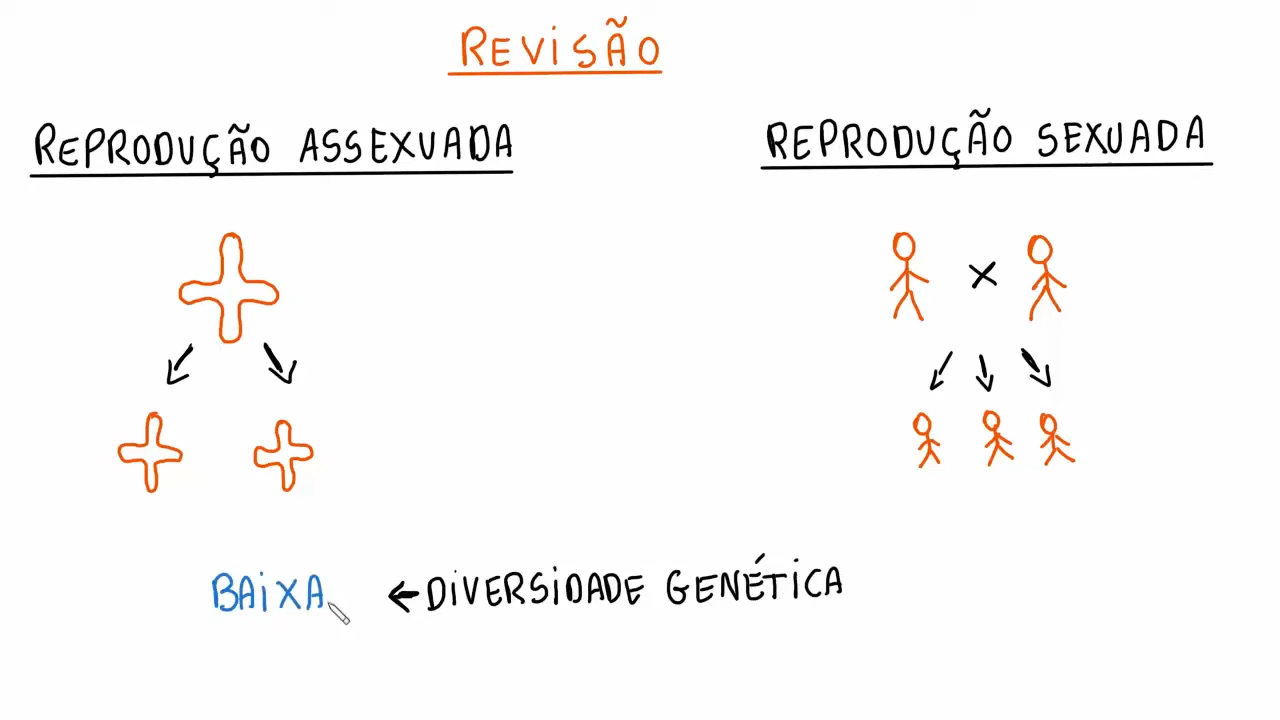 REVISÃO
REPRODUÇÃO ASSEXUADA
REPRODUÇÃO SEXUADA
×
BAIXA ← DIVERSIDADE GENÉTICA